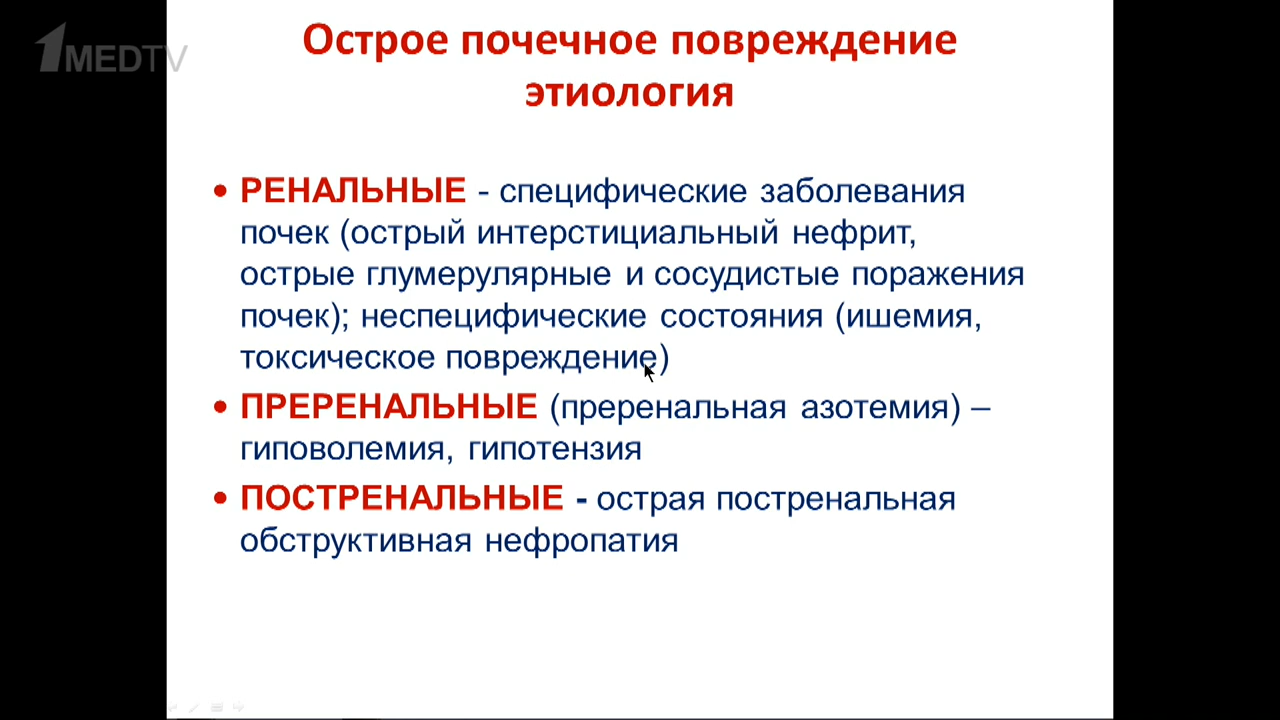 1MEDTV
Острое почечное повреждение
этиология
• РЕНАЛЬНЫЕ - специфические заболевания
почек (острый интерстициальный нефрит,
острые глумерулярные и сосудистые поражения
почек); неспецифические состояния (ишемия,
токсическое повреждение)
• ПРЕРЕНАЛЬНЫЕ (преренальная азотемия) –
гиповолемия, гипотензия
• ПОСТРЕНАЛЬНЫЕ - острая постренальная
обструктивная нефропатия